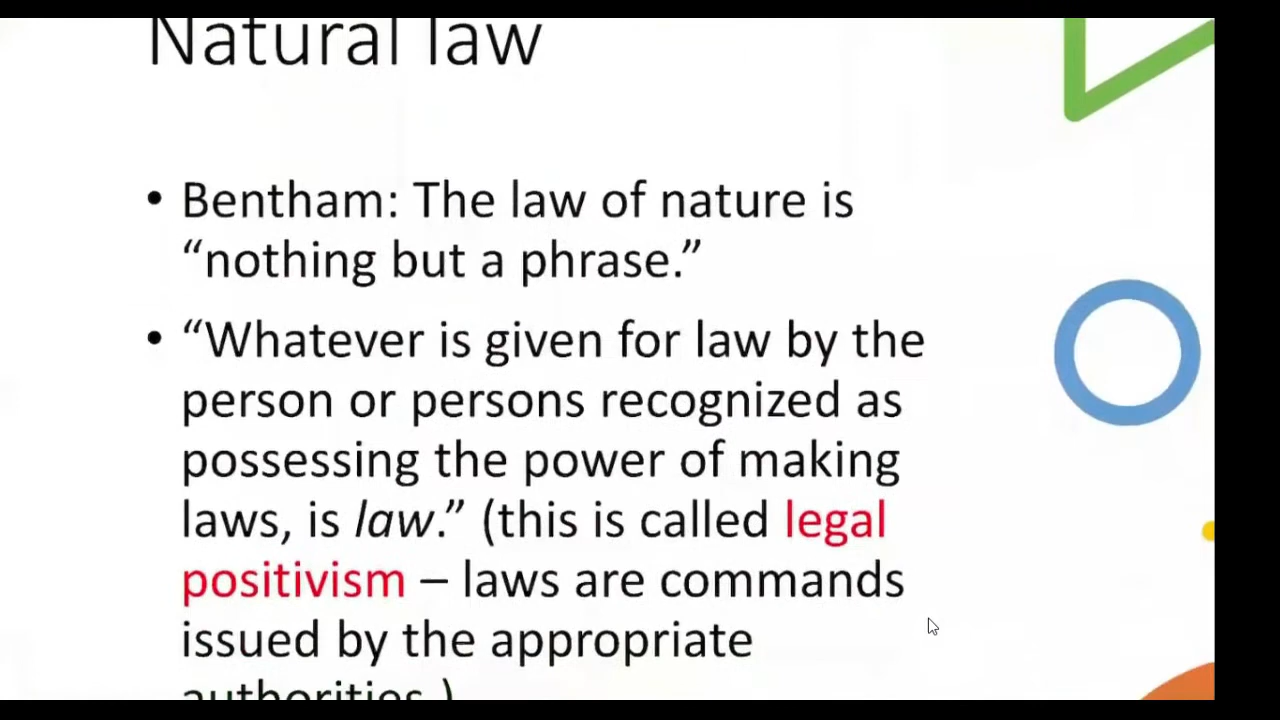 Natural law
• Bentham: The law of nature is
“nothing but a phrase.”
• “Whatever is given for law by the
person or persons recognized as
possessing the power of making
laws, is law.” (this is called legal
positivism – laws are commands
issued by the appropriate
authorities.)